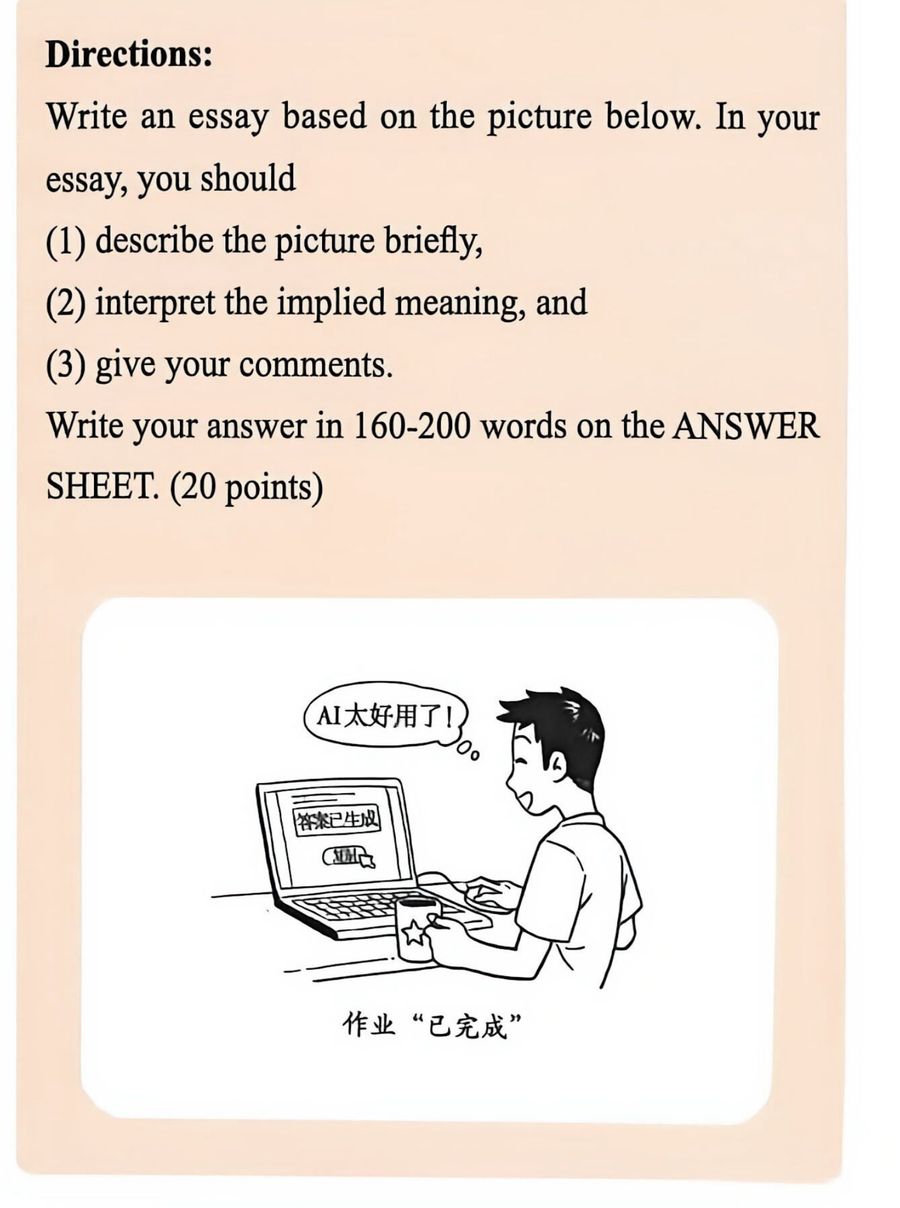 Directions:
Write an essay based on the picture below. In your
essay, you should
(1) describe the picture briefly,
(2) interpret the implied meaning, and
(3) give your comments.
Write your answer in 160-200 words on the ANSWER
SHEET. (20 points)
AI太好用了!
答案已生成
作业“已完成”